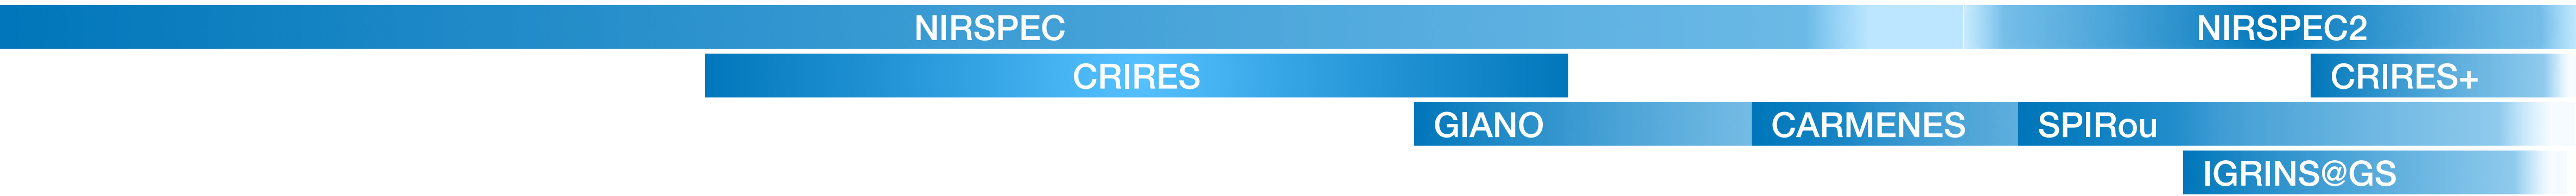 NIRSPEC NIRSPEC2
CRIRES CRIRES+
GIANO CARMENES SPIRou
IGRINS@GS